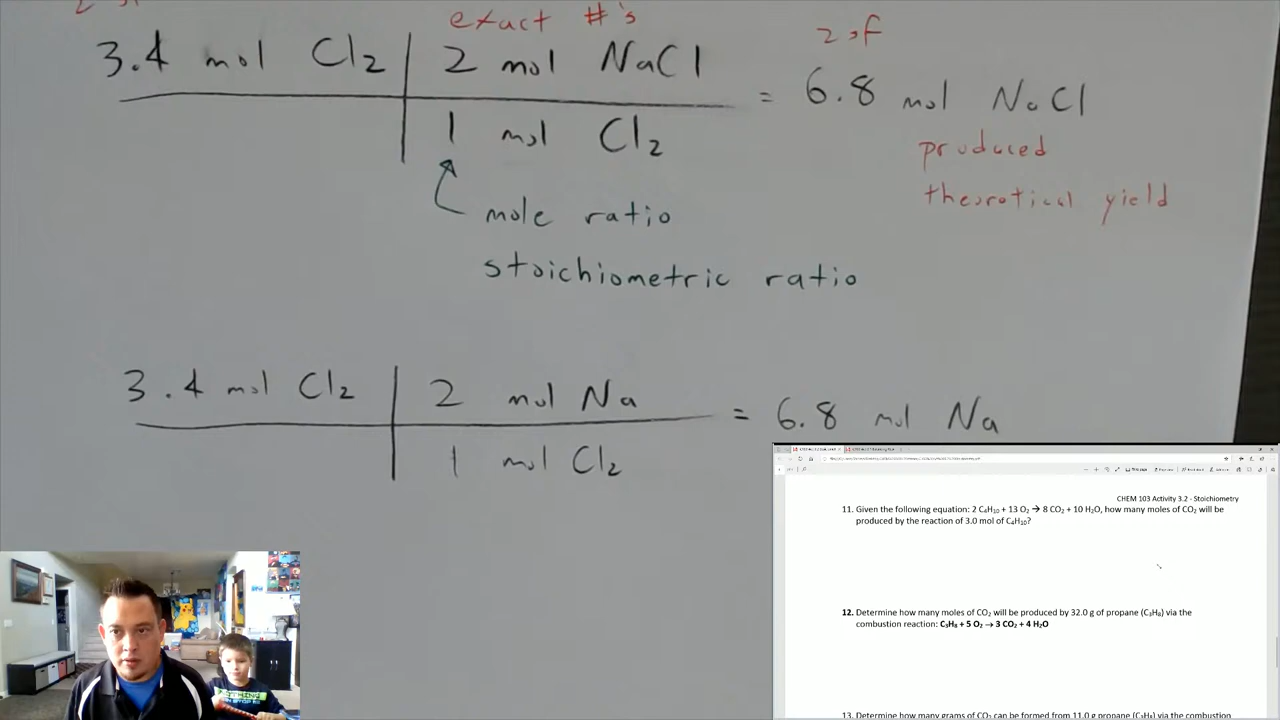 exact #'s
2 sf
3.4 mol Cl2 | 2 mol NaCl = 6.8 mol NaCl
1 mol Cl2
produced
theoretical yield
mole ratio
stoichiometric ratio
3.4 mol Cl2 | 2 mol Na = 6.8 mol Na
1 mol Cl2
CHEM 103 Activity 3.2 - Stoichiometry
11. Given the following equation: 2 C₄H₁₀ + 13 O₂ → 8 CO₂ + 10 H₂O, how many moles of CO₂ will be
produced by the reaction of 3.0 mol of C₄H₁₀?
12. Determine how many moles of CO₂ will be produced by 32.0 g of propane (C₃H₈) via the
combustion reaction: C₃H₈ + 5 O₂ → 3 CO₂ + 4 H₂O
13. Determine how many grams of CO₂ can be formed from 11.0 g propane (C₃H₈) via the combustion